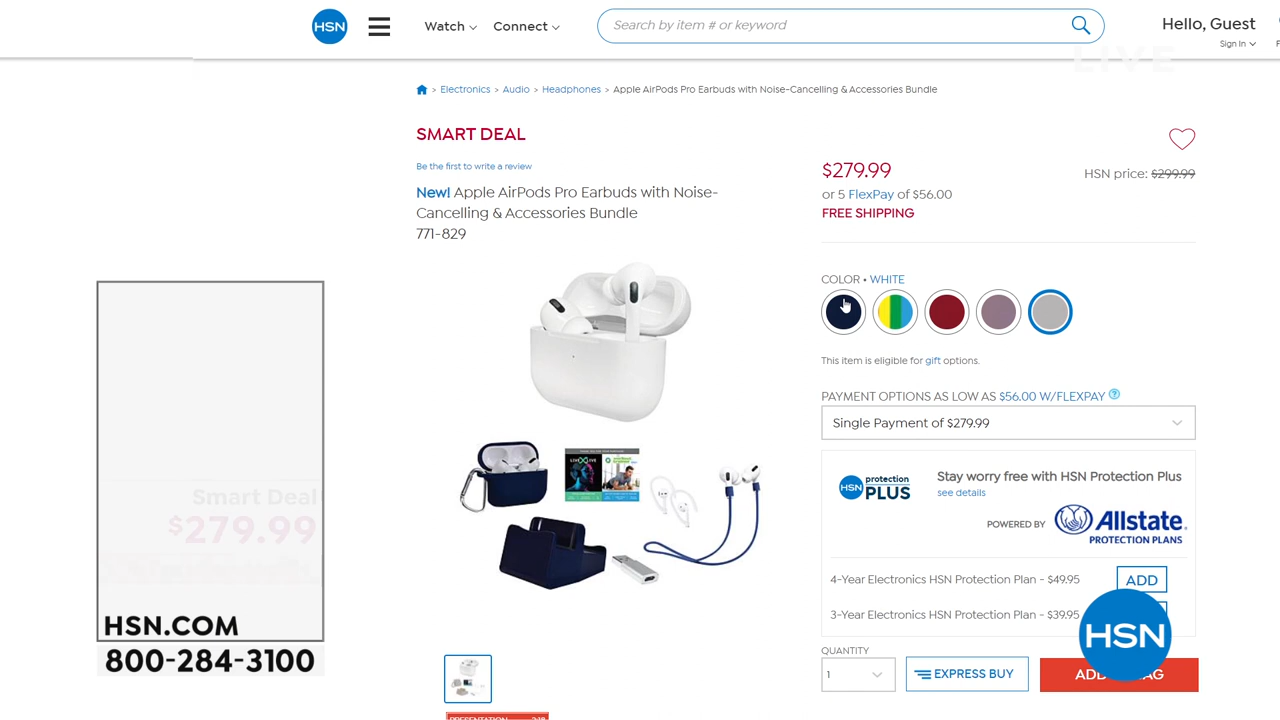 HSN
Watch
Connect
Search by item # or keyword
Hello, Guest
Sign In
LIVE
Electronics > Audio > Headphones > Apple AirPods Pro Earbuds with Noise-Cancelling & Accessories Bundle
SMART DEAL
Be the first to write a review
New! Apple AirPods Pro Earbuds with Noise-
Cancelling & Accessories Bundle
771-829
$279.99
HSN price: $299.99
or 5 FlexPay of $56.00
FREE SHIPPING
COLOR • WHITE
This item is eligible for gift options.
PAYMENT OPTIONS AS LOW AS $56.00 W/FLEXPAY ?
Single Payment of $279.99
HSN protection PLUS
Stay worry free with HSN Protection Plus
see details
POWERED BY
Allstate.
PROTECTION PLANS
4-Year Electronics HSN Protection Plan - $49.95
ADD
3-Year Electronics HSN Protection Plan - $39.95
HSN
QUANTITY
1
EXPRESS BUY
Smart Deal
$279.99
HSN.COM
800-284-3100
PRESENTATION